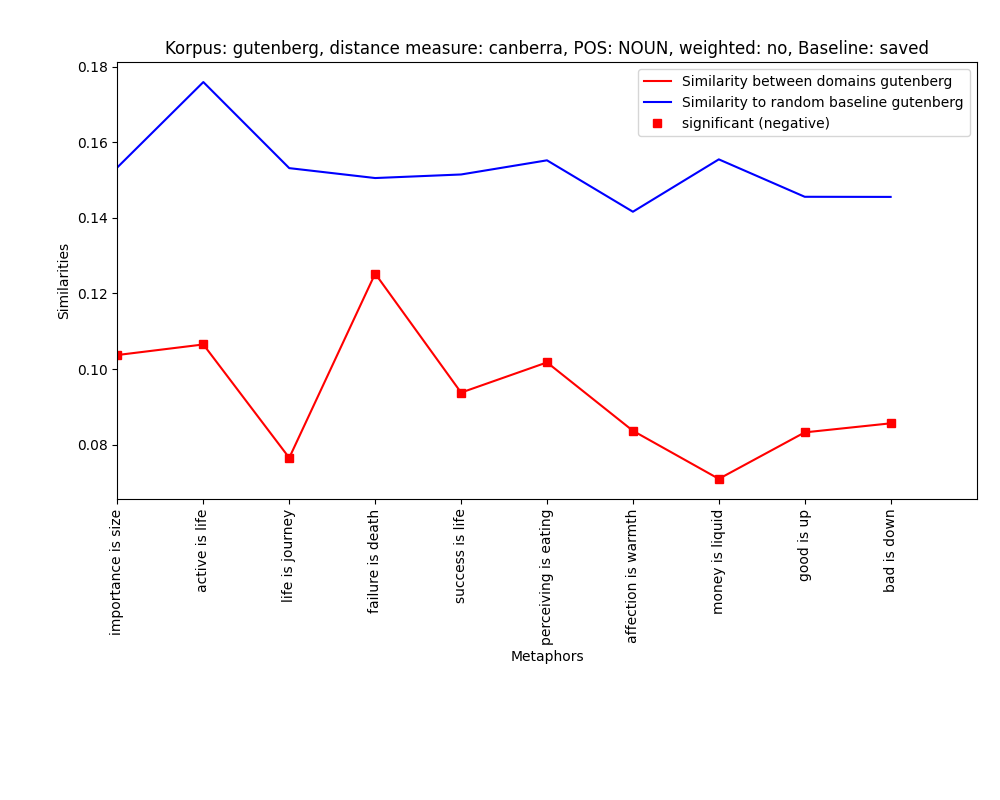 Korpus: gutenberg, distance measure: canberra, POS: NOUN, weighted: no, Baseline: saved
Similarity between domains gutenberg
Similarity to random baseline gutenberg
significant (negative)
0.18
0.16
0.14
0.12
0.10
0.08
Similarities
importance is size
active is life
life is journey
failure is death
success is life
perceiving is eating
affection is warmth
money is liquid
good is up
bad is down
Metaphors